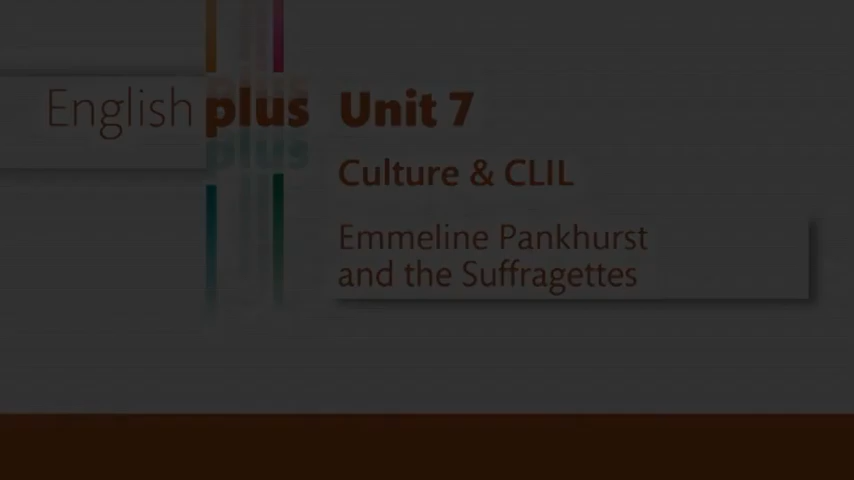 English plus
Unit 7
Culture & CLIL
Emmeline Pankhurst
and the Suffragettes